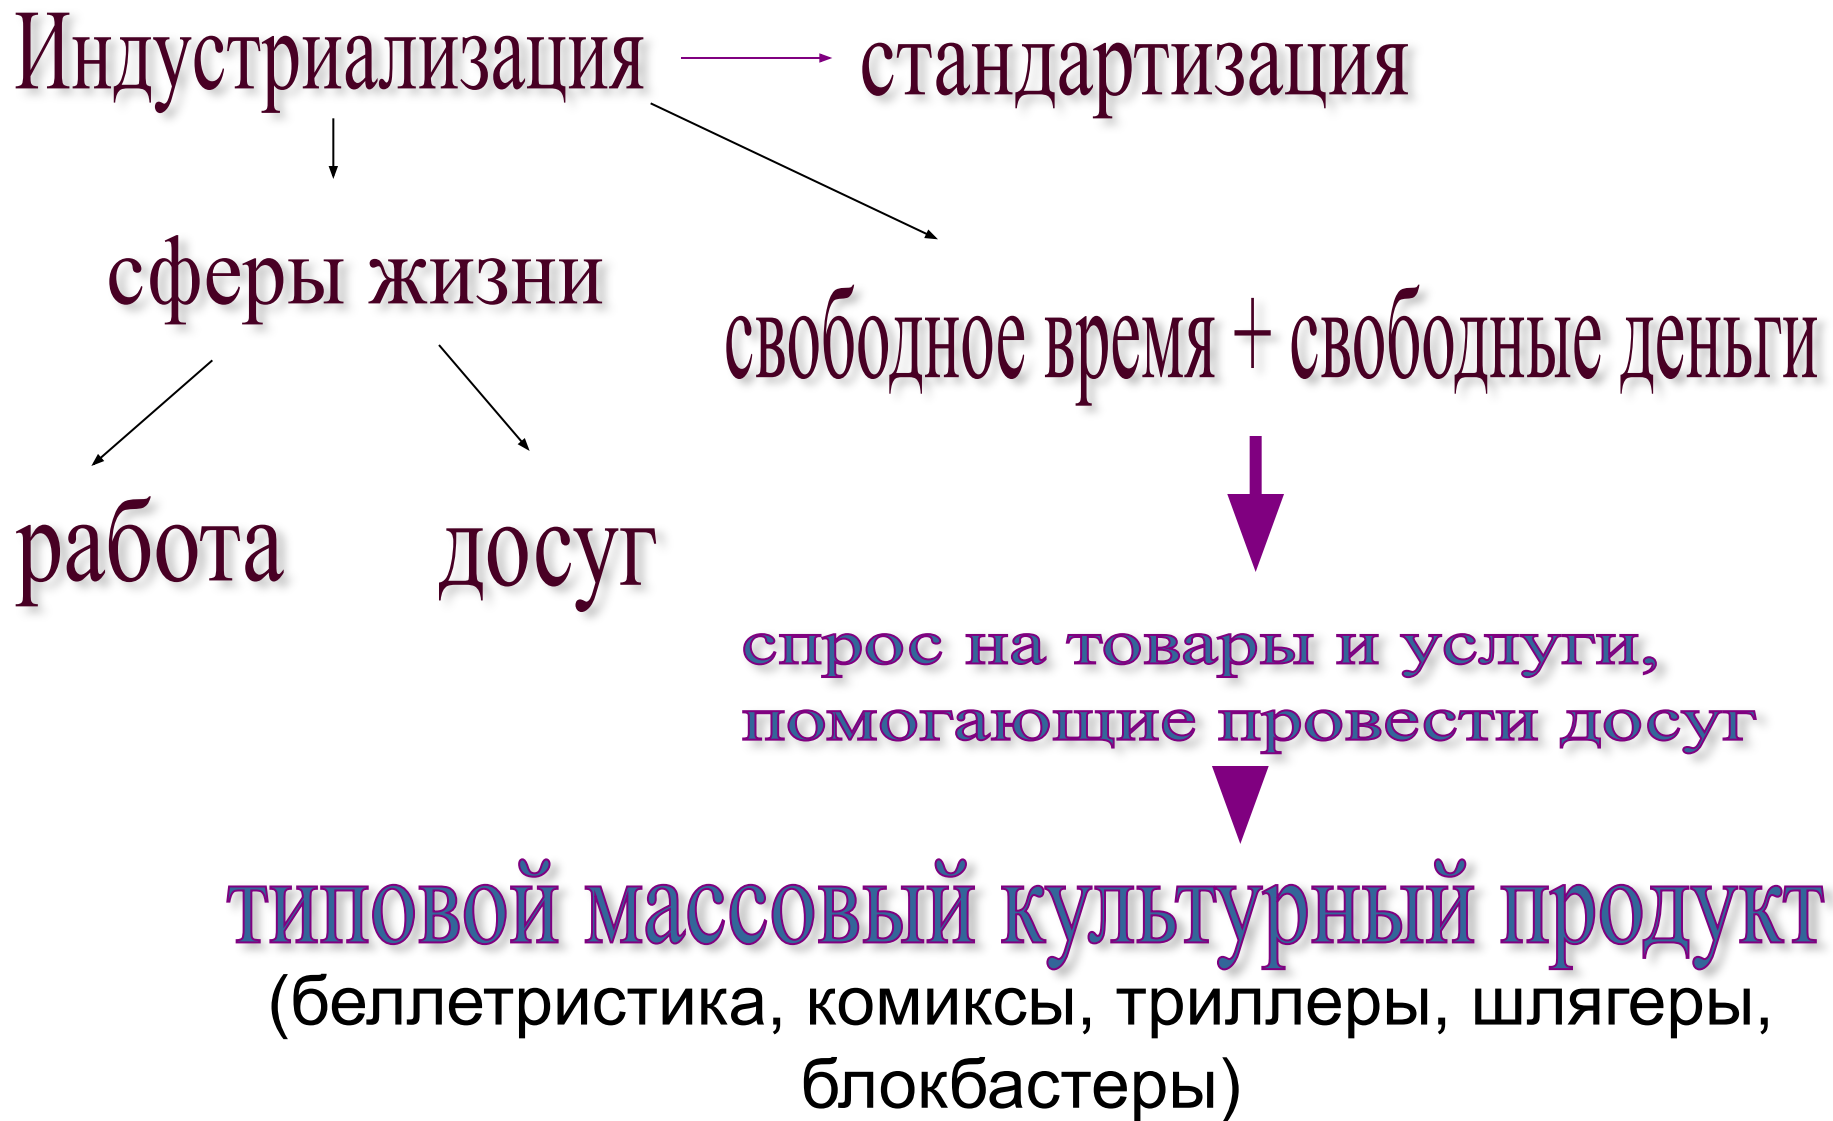 Индустриализация
стандартизация
сферы жизни
свободное время + свободные деньги
работа
досуг
спрос на товары и услуги,
помогающие провести досуг
типовой массовый культурный продукт
(беллетристика, комиксы, триллеры, шлягеры,
блокбастеры)